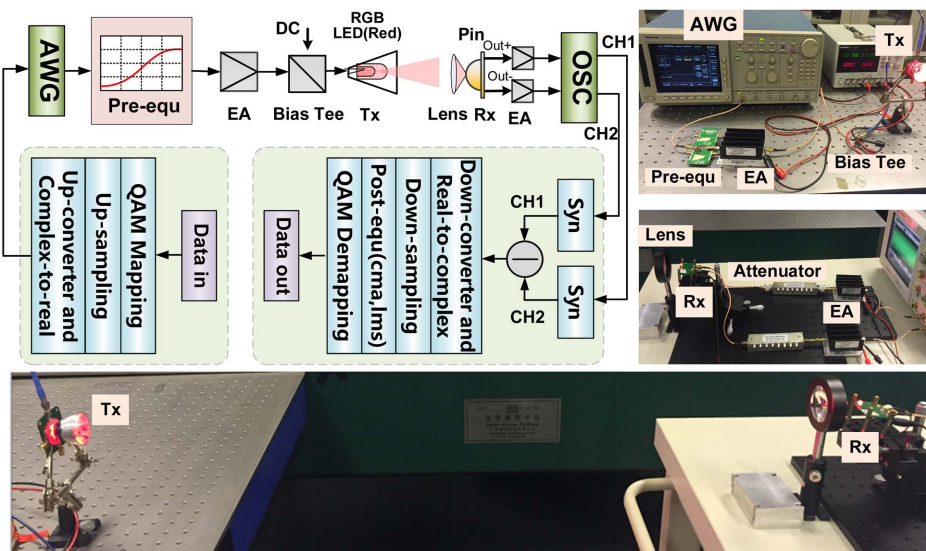 AWG
Pre-equ
EA
DC
Bias Tee
RGB
LED(Red)
Tx
Pin
Out+
Out-
Lens Rx
EA
OSC
CH1
CH2
Data in
QAM Mapping
Up-sampling
Up-converter and
Complex-to-real
Syn
Syn
CH1
CH2
Down-converter and
Real-to-complex
Down-sampling
Post-equ(cma,lms)
QAM Demapping
Data out
AWG
Tx
Pre-equ
EA
Bias Tee
Lens
Rx
Attenuator
EA
Tx
Rx